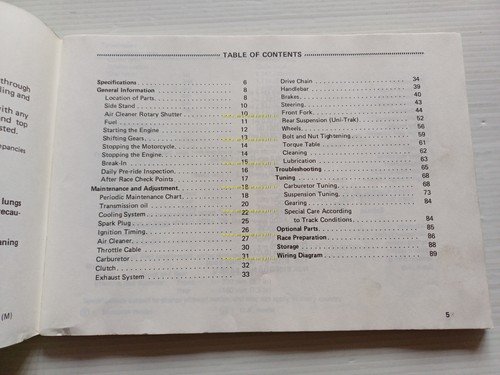 through
ling and
ith any
nd top
sted.
epancies
lungs
recau-
aning
(M)
TABLE OF CONTENTS
Specifications 6
General Information 8
Location of Parts 8
Side Stand 10
Air Cleaner Rotary Shutter 10
Fuel 11
Starting the Engine 12
Shifting Gears 13
Stopping the Motorcycle 14
Stopping the Engine 14
Break-In 15
Daily Pre-ride Inspection 16
After Race Check Points 17
Maintenance and Adjustment 18
Periodic Maintenance Chart 18
Transmission oil 20
Cooling System 22
Spark Plug 25
Ignition Timing 26
Air Cleaner 27
Throttle Cable 30
Carburetor 31
Clutch 32
Exhaust System 33
Drive Chain 34
Handlebar 39
Brakes 40
Steering 43
Front Fork 44
Rear Suspension (Uni-Trak) 52
Wheels 56
Bolt and Nut Tightening 59
Torque Table 61
Cleaning 62
Lubrication 63
Troubleshooting 65
Tuning 68
Carburetor Tuning 68
Suspension Tuning 73
Gearing 84
Special Care According
to Track Conditions 84
Optional Parts 85
Race Preparation 86
Storage 88
Wiring Diagram 89
5